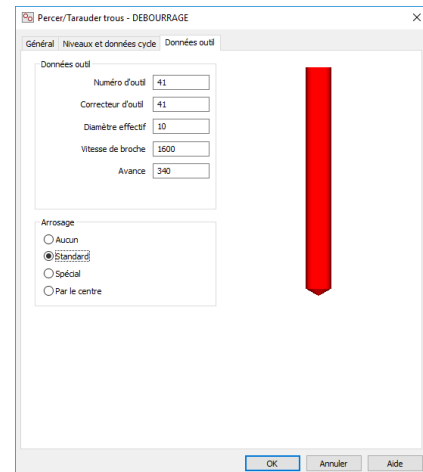 Percer/Tarauder trous - DEBOURRAGE
Général Niveaux et données cycle Données outil
Données outil
Numéro d'outil 41
Correcteur d'outil 41
Diamètre effectif 10
Vitesse de broche 1600
Avance 340
Arrosage
Aucun
Standard
Spécial
Par le centre
OK Annuler Aide